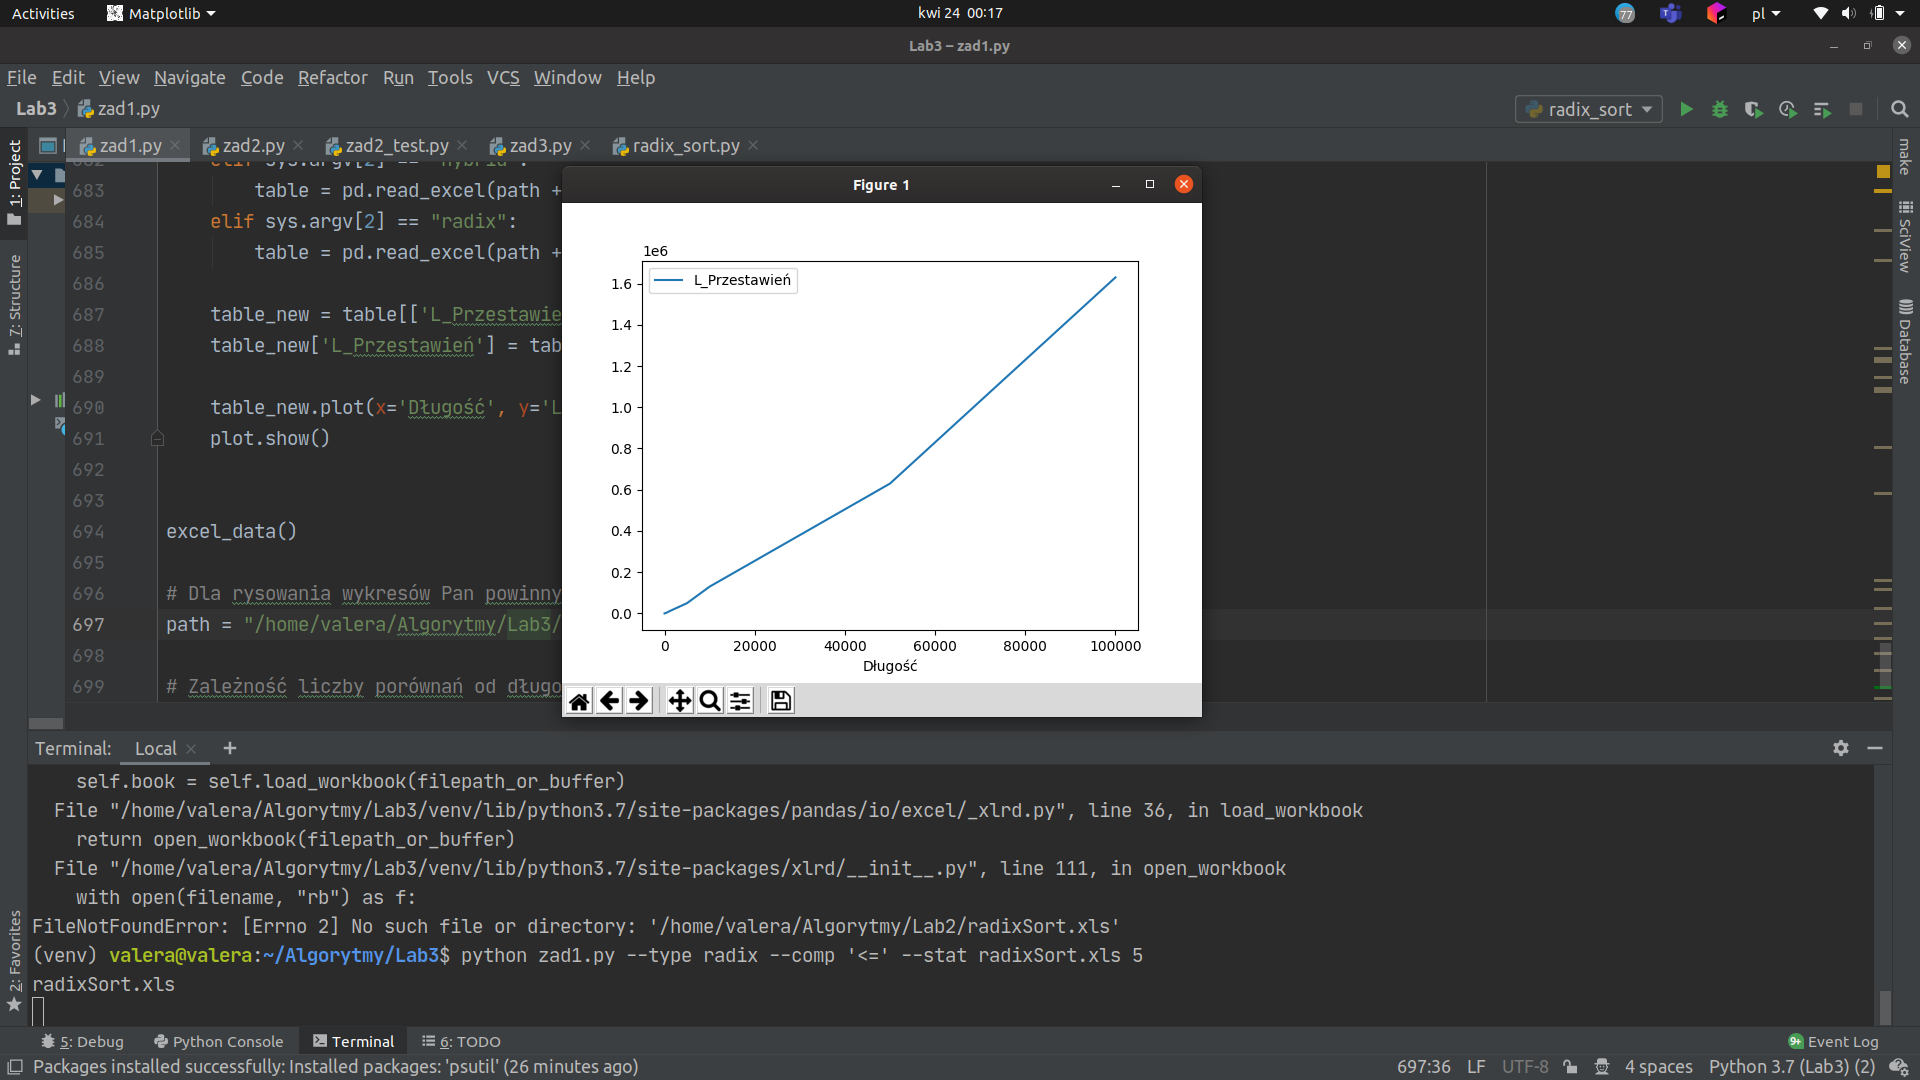 Activities
Matplotlib
kwi 24 00:17
77
pl
Lab3 – zad1.py
File Edit View Navigate Code Refactor Run Tools VCS Window Help
Lab3 zad1.py
radix_sort
zad1.py
zad2.py
zad2_test.py
zad3.py
radix_sort.py
1: Project
7: Structure
2: Favorites
make
SciView
Database
683 table = pd.read_excel(path +
684 elif sys.argv[2] == "radix":
685 table = pd.read_excel(path +
686
687 table_new = table[['L_Przestawie
688 table_new['L_Przestawień'] = tab
689
690 table_new.plot(x='Długość', y='L
691 plot.show()
692
693
694 excel_data()
695
696 # Dla rysowania wykresów Pan powinny
697 path = "/home/valera/Algorytmy/Lab3/
698
699 # Zależność liczby porównań od długo
Figure 1
1e6
L_Przestawień
1.6
1.4
1.2
1.0
0.8
0.6
0.4
0.2
0.0
0 20000 40000 60000 80000 100000
Długość
Terminal: Local
self.book = self.load_workbook(filepath_or_buffer)
File "/home/valera/Algorytmy/Lab3/venv/lib/python3.7/site-packages/pandas/io/excel/_xlrd.py", line 36, in load_workbook
return open_workbook(filepath_or_buffer)
File "/home/valera/Algorytmy/Lab3/venv/lib/python3.7/site-packages/xlrd/__init__.py", line 111, in open_workbook
with open(filename, "rb") as f:
FileNotFoundError: [Errno 2] No such file or directory: '/home/valera/Algorytmy/Lab2/radixSort.xls'
(venv) valera@valera:~/Algorytmy/Lab3$ python zad1.py --type radix --comp '<=' --stat radixSort.xls 5
radixSort.xls
5: Debug
Python Console
Terminal
6: TODO
9+ Event Log
Packages installed successfully: Installed packages: 'psutil' (26 minutes ago)
697:36 LF UTF-8 4 spaces Python 3.7 (Lab3) (2)